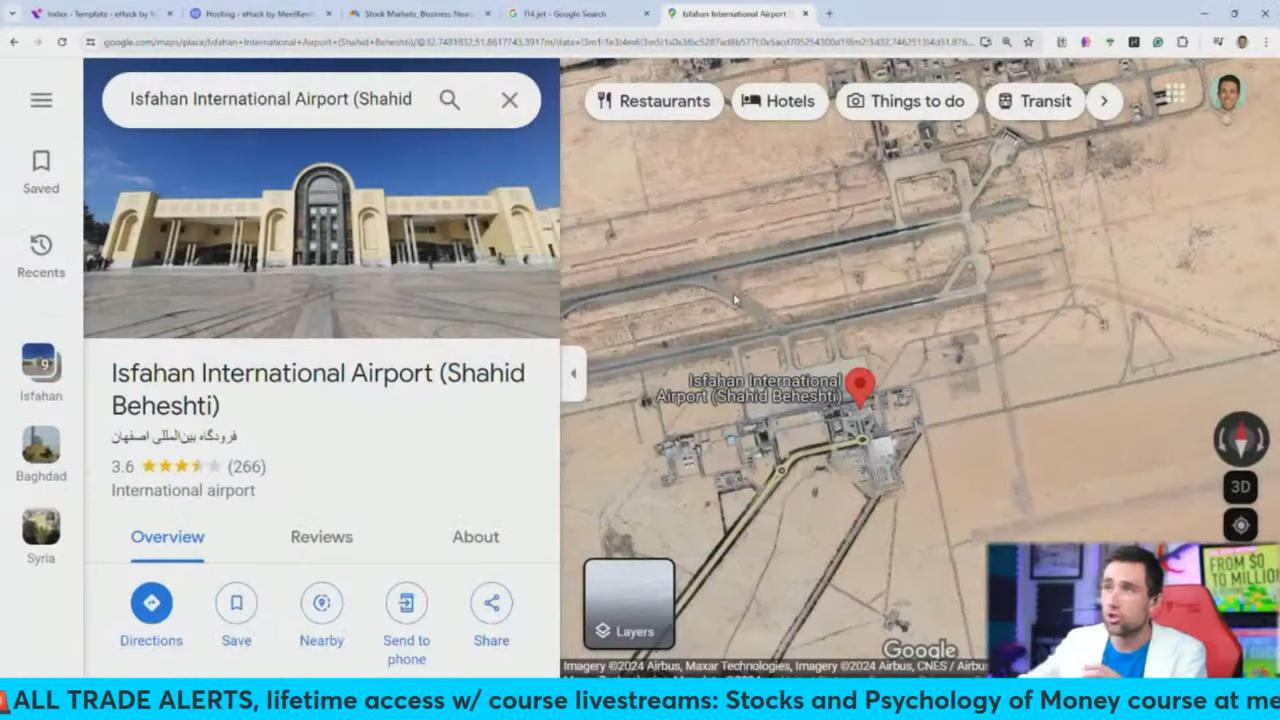 Index - Template - eHack by M
Hosting - eHack by MeetKev
Stock Markets, Business New
f14 jet - Google Search
Isfahan International Airport
Isfahan International Airport (Shahid
Restaurants
Hotels
Things to do
Transit
Saved
Recents
9
Isfahan
Baghdad
Syria
Isfahan International Airport (Shahid
Beheshti)
فرودگاه بین‌المللی اصفهان
3.6
(266)
International airport
Overview
Reviews
About
Directions
Save
Nearby
Send to
phone
Share
Isfahan International
Airport (Shahid Beheshti)
3D
Layers
Google
Imagery ©2024 Airbus, Maxar Technologies, Imagery ©2024 Airbus, CNES / Airbus
FROM $0
TO MILLIO
ALL TRADE ALERTS, lifetime access w/ course livestreams: Stocks and Psychology of Money course at me